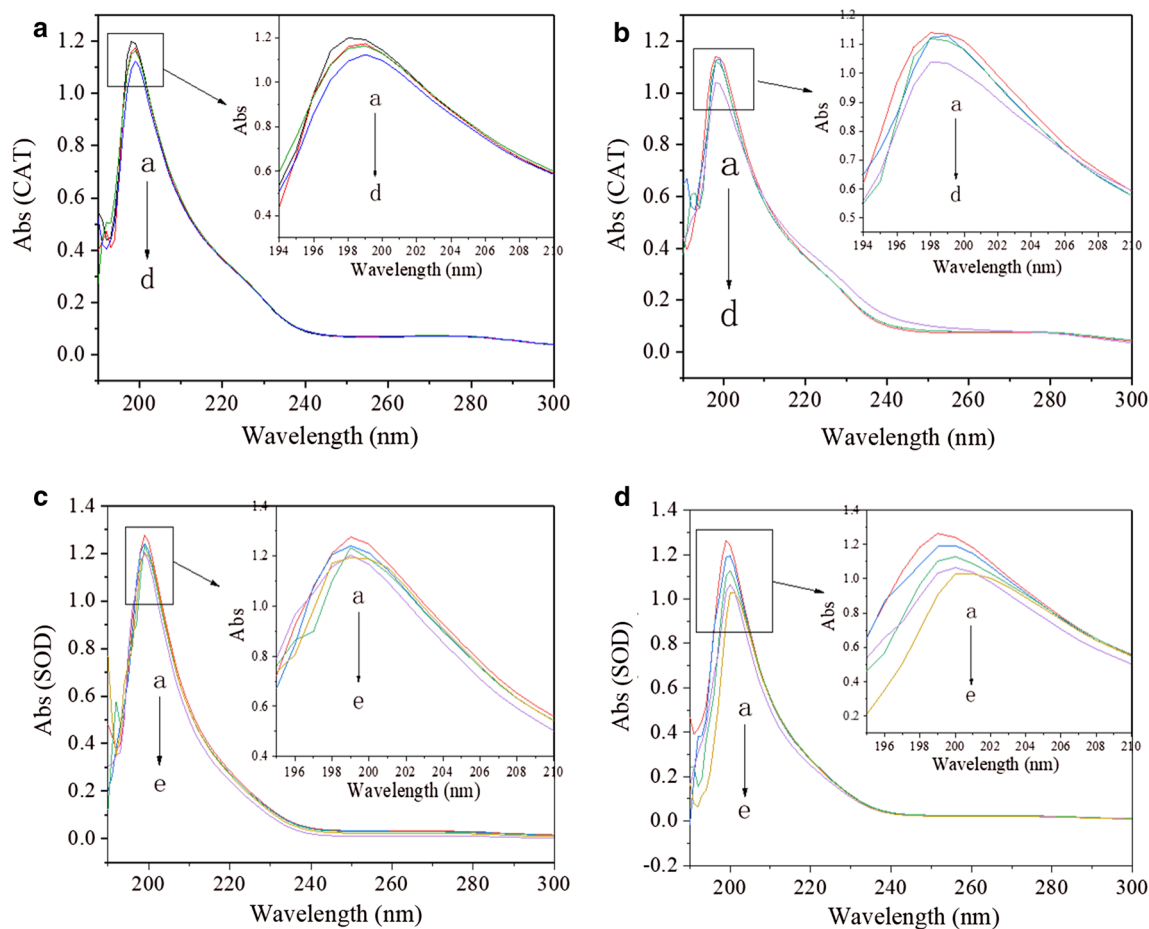 a
Abs (CAT)
1.2
1.0
0.8
0.6
0.4
0.2
0.0
200
220
240
260
280
300
Wavelength (nm)
a
d
Abs
1.2
1.0
0.8
0.6
0.4
194 196 198 200 202 204 206 208 210
Wavelength (nm)
a
d
b
Abs (CAT)
1.2
1.0
0.8
0.6
0.4
0.2
0.0
200
220
240
260
280
300
Wavelength (nm)
a
d
Abs
1.2
1.1
1.0
0.9
0.8
0.7
0.6
0.5
194 196 198 200 202 204 206 208 210
Wavelength (nm)
a
d
c
Abs (SOD)
1.4
1.2
1.0
0.8
0.6
0.4
0.2
0.0
200
220
240
260
280
300
Wavelength (nm)
a
e
Abs
1.4
1.2
1.0
0.8
0.6
0.4
196 198 200 202 204 206 208 210
Wavelength (nm)
a
e
d
Abs (SOD)
1.4
1.2
1.0
0.8
0.6
0.4
0.2
0.0
-0.2
200
220
240
260
280
300
Wavelength (nm)
a
e
Abs
1.4
1.2
1.0
0.8
0.6
0.4
0.2
196 198 200 202 204 206 208 210
Wavelength (nm)
a
e